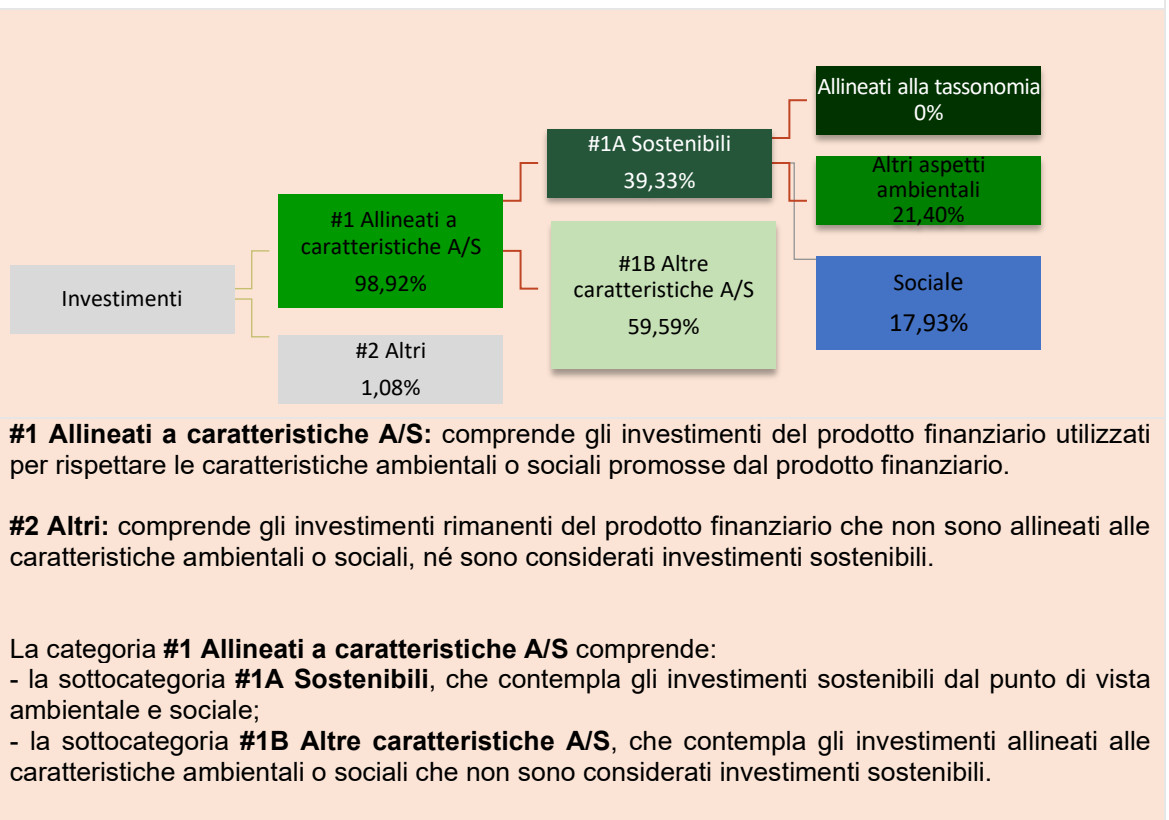 Investimenti
#1 Allineati a
caratteristiche A/S
98,92%
#2 Altri
1,08%
#1A Sostenibili
39,33%
#1B Altre
caratteristiche A/S
59,59%
Allineati alla tassonomia
0%
Altri aspetti
ambientali
21,40%
Sociale
17,93%
#1 Allineati a caratteristiche A/S: comprende gli investimenti del prodotto finanziario utilizzati
per rispettare le caratteristiche ambientali o sociali promosse dal prodotto finanziario.
#2 Altri: comprende gli investimenti rimanenti del prodotto finanziario che non sono allineati alle
caratteristiche ambientali o sociali, né sono considerati investimenti sostenibili.
La categoria #1 Allineati a caratteristiche A/S comprende:
- la sottocategoria #1A Sostenibili, che contempla gli investimenti sostenibili dal punto di vista
ambientale e sociale;
- la sottocategoria #1B Altre caratteristiche A/S, che contempla gli investimenti allineati alle
caratteristiche ambientali o sociali che non sono considerati investimenti sostenibili.